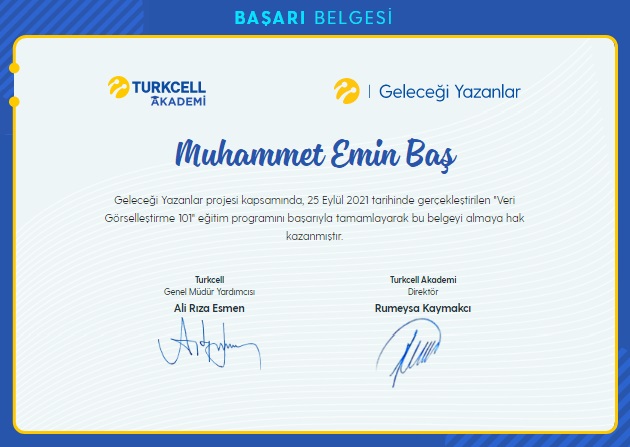 BAŞARI BELGESİ
TURKCELL
AKADEMİ
Geleceği Yazanlar
Muhammet Emin Baş
Geleceği Yazanlar projesi kapsamında, 25 Eylül 2021 tarihinde gerçekleştirilen "Veri
Görselleştirme 101" eğitim programını başarıyla tamamlayarak bu belgeyi almaya hak
kazanmıştır.
Turkcell
Genel Müdür Yardımcısı
Ali Rıza Esmen
Turkcell Akademi
Direktör
Rumeysa Kaymakcı